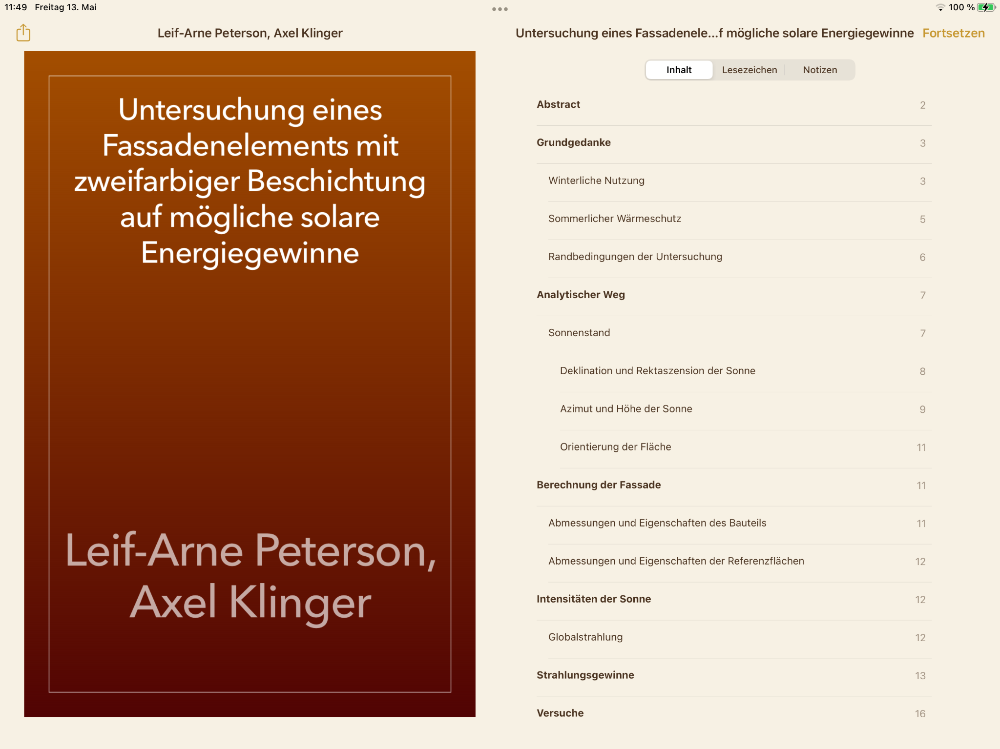 11:49 Freitag 13. Mai
100 %
Leif-Arne Peterson, Axel Klinger
Untersuchung eines
Fassadenelements mit
zweifarbiger Beschichtung
auf mögliche solare
Energiegewinne
Leif-Arne Peterson,
Axel Klinger
Untersuchung eines Fassadenele...f mögliche solare Energiegewinne Fortsetzen
Inhalt Lesezeichen Notizen
Abstract 2
Grundgedanke 3
Winterliche Nutzung 3
Sommerlicher Wärmeschutz 5
Randbedingungen der Untersuchung 6
Analytischer Weg 7
Sonnenstand 7
Deklination und Rektaszension der Sonne 8
Azimut und Höhe der Sonne 9
Orientierung der Fläche 11
Berechnung der Fassade 11
Abmessungen und Eigenschaften des Bauteils 11
Abmessungen und Eigenschaften der Referenzflächen 12
Intensitäten der Sonne 12
Globalstrahlung 12
Strahlungsgewinne 13
Versuche 16